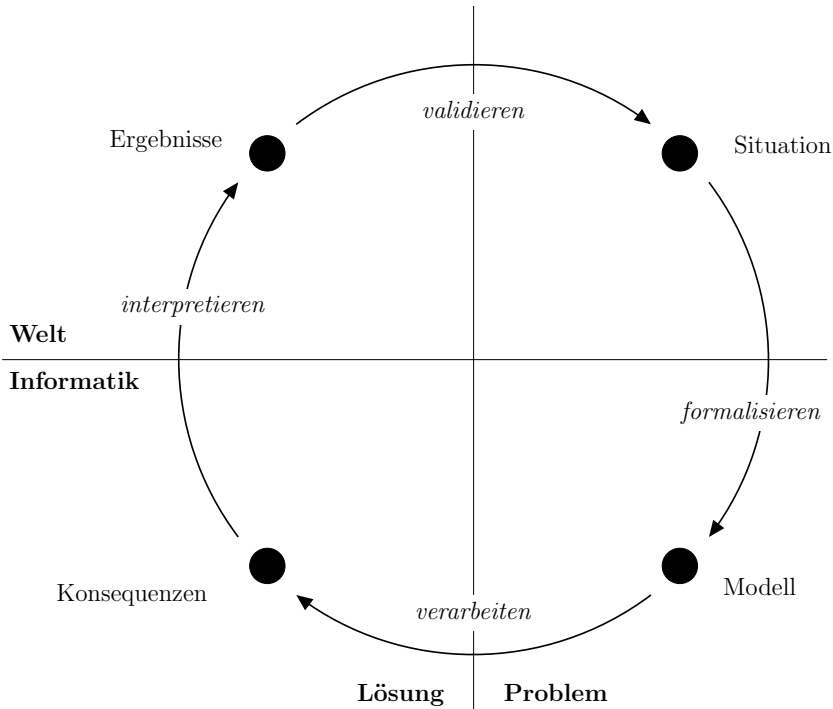 validieren
Ergebnisse
Situation
interpretieren
Welt
Informatik
formalisieren
Konsequenzen
Modell
verarbeiten
Lösung
Problem